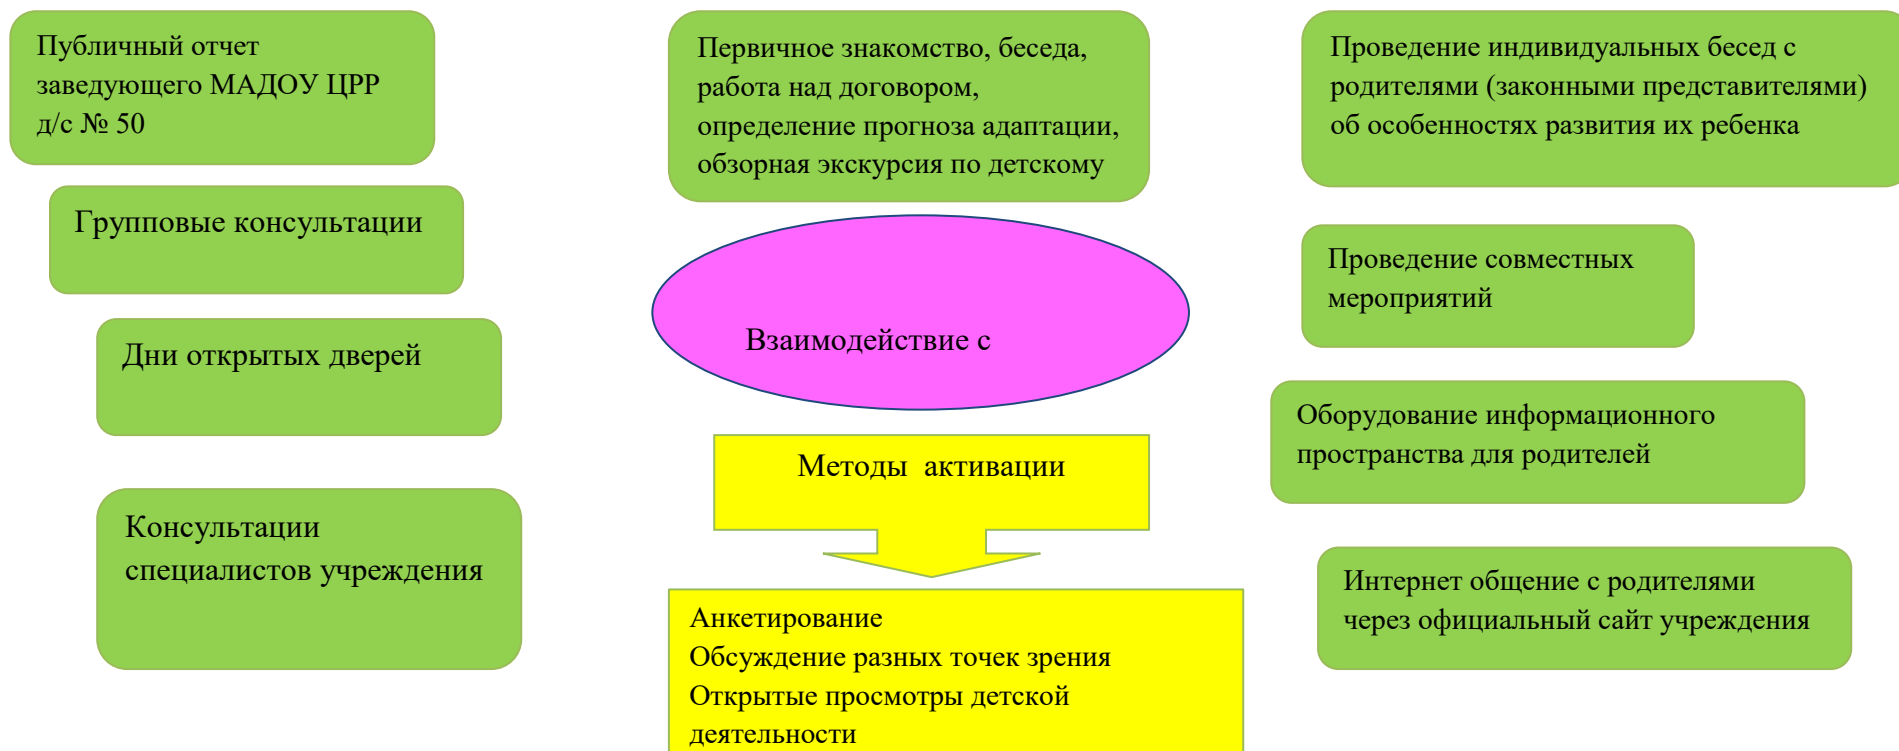 Публичный отчет
заведующего МАДОУ ЦРР
д/с № 50
Групповые консультации
Дни открытых дверей
Консультации
специалистов учреждения
Первичное знакомство, беседа,
работа над договором,
определение прогноза адаптации,
обзорная экскурсия по детскому
Взаимодействие с
Методы  активации
Анкетирование
Обсуждение разных точек зрения
Открытые просмотры детской
деятельности
Проведение индивидуальных бесед с
родителями (законными представителями)
об особенностях развития их ребенка
Проведение совместных
мероприятий
Оборудование информационного
пространства для родителей
Интернет общение с родителями
через официальный сайт учреждения